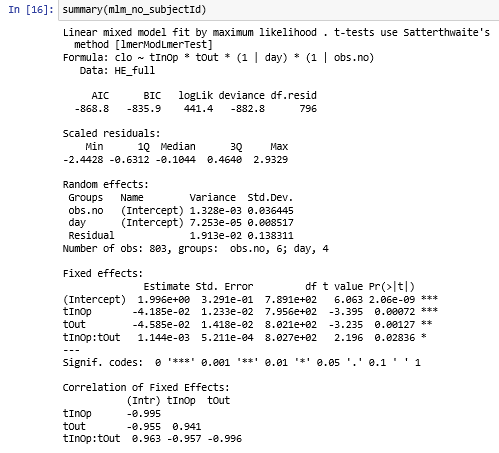 In [16]: summary(mlm_no_subjectId)
Linear mixed model fit by maximum likelihood . t-tests use Satterthwaite's
  method [lmerModLmerTest]
Formula: clo ~ tInOp * tOut * (1 | day) * (1 | obs.no)
   Data: HE_full
     AIC      BIC   logLik deviance df.resid
  -868.8   -835.9    441.4   -882.8      796
Scaled residuals:
    Min      1Q  Median      3Q     Max
-2.4428 -0.6312 -0.1044  0.4640  2.9329
Random effects:
 Groups   Name        Variance  Std.Dev.
 obs.no   (Intercept) 1.328e-03 0.036445
 day      (Intercept) 7.253e-05 0.008517
 Residual             1.913e-02 0.138311
Number of obs: 803, groups:  obs.no, 6; day, 4
Fixed effects:
              Estimate Std. Error         df t value Pr(>|t|)
(Intercept)  1.996e+00  3.291e-01  7.891e+02   6.063 2.06e-09 ***
tInOp       -4.185e-02  1.233e-02  7.956e+02  -3.395  0.00072 ***
tOut        -4.585e-02  1.418e-02  8.021e+02  -3.235  0.00127 **
tInOp:tOut   1.144e-03  5.211e-04  8.027e+02   2.196  0.02836 *
---
Signif. codes:  0 '***' 0.001 '**' 0.01 '*' 0.05 '.' 0.1 ' ' 1
Correlation of Fixed Effects:
           (Intr) tInOp  tOut
tInOp      -0.995
tOut       -0.955  0.941
tInOp:tOut  0.963 -0.957 -0.996